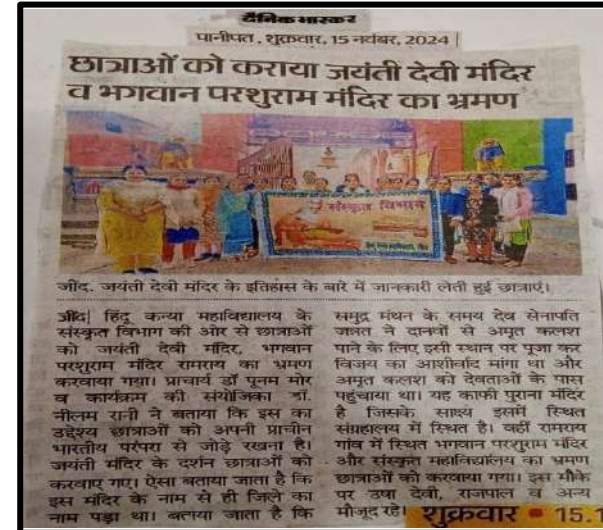 दैनिक भास्कर
पानीपत, शुक्रवार, 15 नवंबर, 2024
छात्राओं को कराया जयंती देवी मंदिर
व भगवान परशुराम मंदिर का भ्रमण
संस्कृत विभाग
जींद. जयंती देवी मंदिर के इतिहास के बारे में जानकारी लेती हुई छात्राएं।
जींद| हिंदू कन्या महाविद्यालय के
संस्कृत विभाग की ओर से छात्राओं
को जयंती देवी मंदिर, भगवान
परशुराम मंदिर रामराय का भ्रमण
करवाया गया। प्राचार्य डॉ पूनम मोर
व कार्यक्रम की संयोजिका डॉ.
नीलम रानी ने बताया कि इस का
उद्देश्य छात्राओं को अपनी प्राचीन
भारतीय परंपरा से जोड़े रखना है।
जयंती मंदिर के दर्शन छात्राओं को
करवाए गए। ऐसा बताया जाता है कि
इस मंदिर के नाम से ही जिले का
नाम पड़ा था। बताया जाता है कि
समुद्र मंथन के समय देव सेनापति
जन्नत ने दानवों से अमृत कलश
पाने के लिए इसी स्थान पर पूजा कर
विजय का आशीर्वाद मांगा था और
अमृत कलश को देवताओं के पास
पहुंचाया था। यह काफी पुराना मंदिर
है जिसके साक्ष्य इसमें स्थित
संग्रहालय में स्थित है। वहीं रामराय
गांव में स्थित भगवान परशुराम मंदिर
और संस्कृत महाविद्यालय का भ्रमण
छात्राओं को करवाया गया। इस मौके
पर उषा देवी, राजपाल व अन्य
मौजूद रहे।
शुक्रवार • 15.1